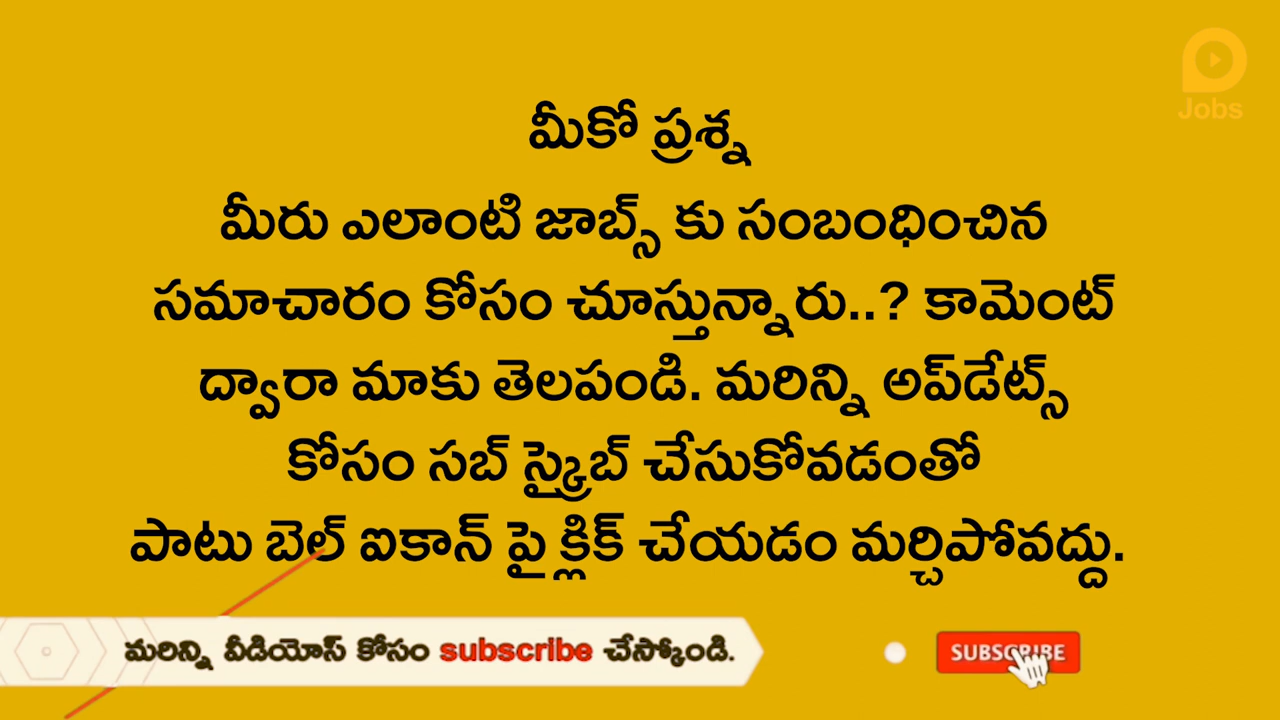 Jobs
మీకో ప్రశ్న
మీరు ఎలాంటి జాబ్స్ కు సంబంధించిన
సమాచారం కోసం చూస్తున్నారు..? కామెంట్
ద్వారా మాకు తెలపండి. మరిన్ని అప్‌డేట్స్
కోసం సబ్ స్క్రైబ్ చేసుకోవడంతో
పాటు బెల్ ఐకాన్ పై క్లిక్ చేయడం మర్చిపోవద్దు.
మరిన్ని వీడియోస్ కోసం subscribe చేస్కోండి.
SUBSCRIBE